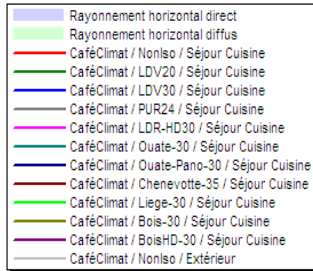 Rayonnement horizontal direct
Rayonnement horizontal diffus
CaféClimat / NonIso / Séjour Cuisine
CaféClimat / LDV20 / Séjour Cuisine
CaféClimat / LDV30 / Séjour Cuisine
CaféClimat / PUR24 / Séjour Cuisine
CaféClimat / LDR-HD30 / Séjour Cuisine
CaféClimat / Ouate-30 / Séjour Cuisine
CaféClimat / Ouate-Pano-30 / Séjour Cuisine
CaféClimat / Chenevotte-35 / Séjour Cuisine
CaféClimat / Liege-30 / Séjour Cuisine
CaféClimat / Bois-30 / Séjour Cuisine
CaféClimat / BoisHD-30 / Séjour Cuisine
CaféClimat / NonIso / Extérieur